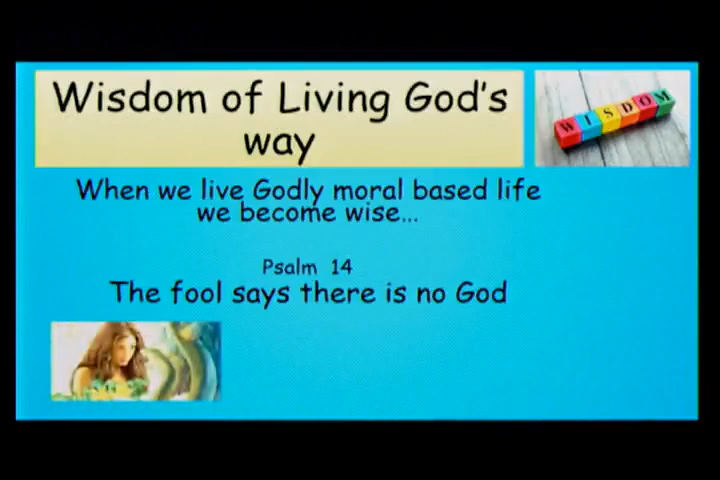 Wisdom of Living God's
way
WISDOM
When we live Godly moral based life
we become wise...
Psalm 14
The fool says there is no God